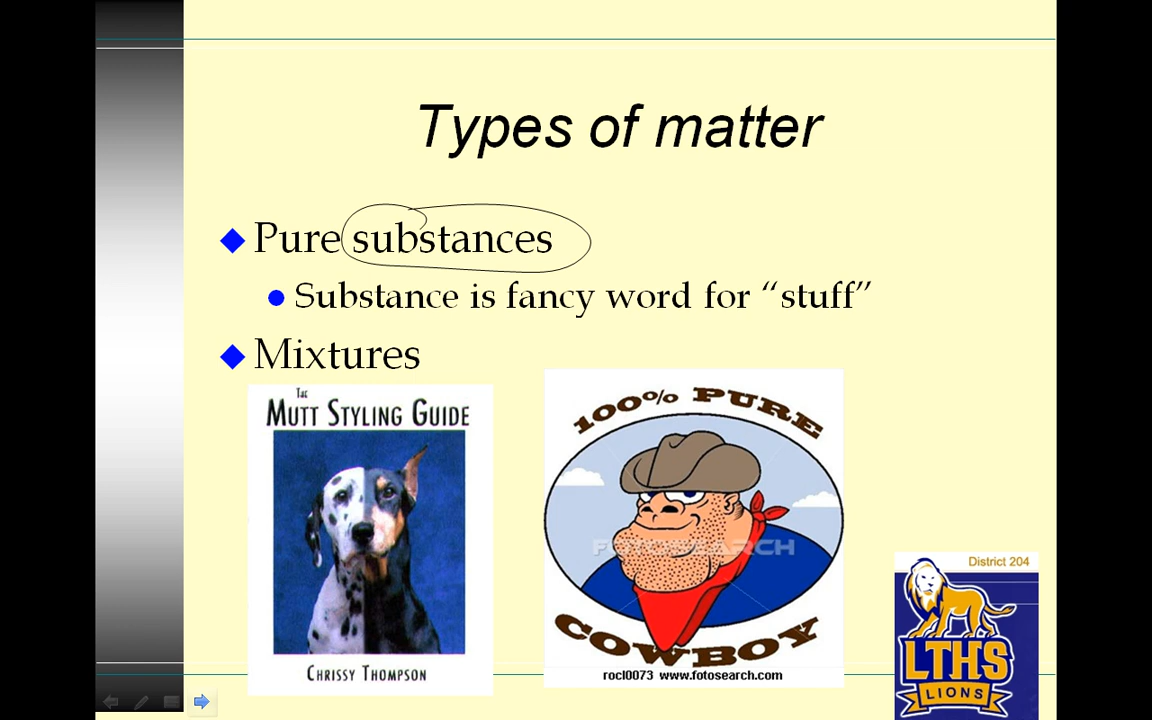 Types of matter
Pure substances
Substance is fancy word for “stuff”
Mixtures
THE
MUTT STYLING GUIDE
CHRISSY THOMPSON
100% PURE
FOTOSEARCH
COWBOY
rocl0073 www.fotosearch.com
District 204
LTHS
LIONS